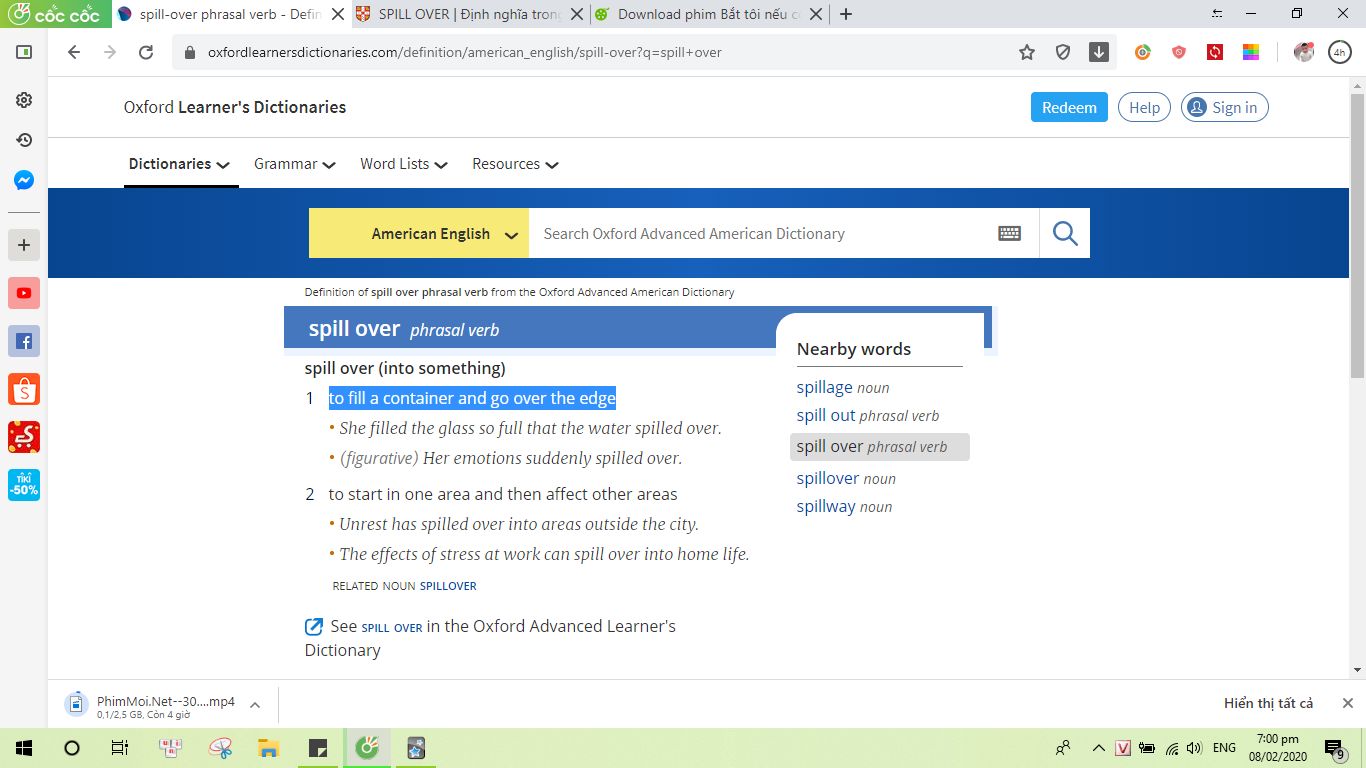 cốc cốc
spill-over phrasal verb - Defin
SPILL OVER | Định nghĩa trong
Download phim Bắt tôi nếu có
oxfordlearnersdictionaries.com/definition/american_english/spill-over?q=spill+over
4h
Oxford Learner's Dictionaries
Redeem
Help
Sign in
Dictionaries
Grammar
Word Lists
Resources
American English
Search Oxford Advanced American Dictionary
Definition of spill over phrasal verb from the Oxford Advanced American Dictionary
spill over phrasal verb
spill over (into something)
1 to fill a container and go over the edge
• She filled the glass so full that the water spilled over.
• (figurative) Her emotions suddenly spilled over.
2 to start in one area and then affect other areas
• Unrest has spilled over into areas outside the city.
• The effects of stress at work can spill over into home life.
RELATED NOUN SPILLOVER
See SPILL OVER in the Oxford Advanced Learner's
Dictionary
Nearby words
spillage noun
spill out phrasal verb
spill over phrasal verb
spillover noun
spillway noun
TIKI
-50%
PhimMoi.Net--30....mp4
0,1/2,5 GB, Còn 4 giờ
Hiển thị tất cả
V
ENG
7:00 pm
08/02/2020
9